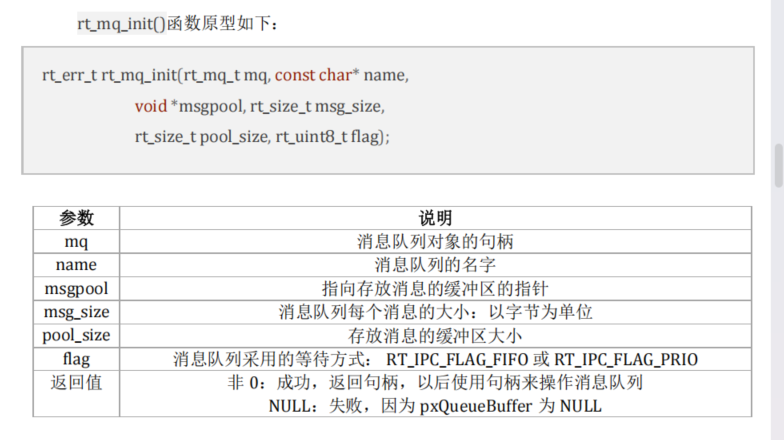 rt_mq_init()函数原型如下：
rt_err_t rt_mq_init(rt_mq_t mq, const char* name,
void *msgpool, rt_size_t msg_size,
rt_size_t pool_size, rt_uint8_t flag);
参数 说明
mq 消息队列对象的句柄
name 消息队列的名字
msgpool 指向存放消息的缓冲区的指针
msg_size 消息队列每个消息的大小：以字节为单位
pool_size 存放消息的缓冲区大小
flag 消息队列采用的等待方式： RT_IPC_FLAG_FIFO 或 RT_IPC_FLAG_PRIO
返回值 非 0：成功，返回句柄，以后使用句柄来操作消息队列
NULL：失败，因为 pxQueueBuffer 为 NULL